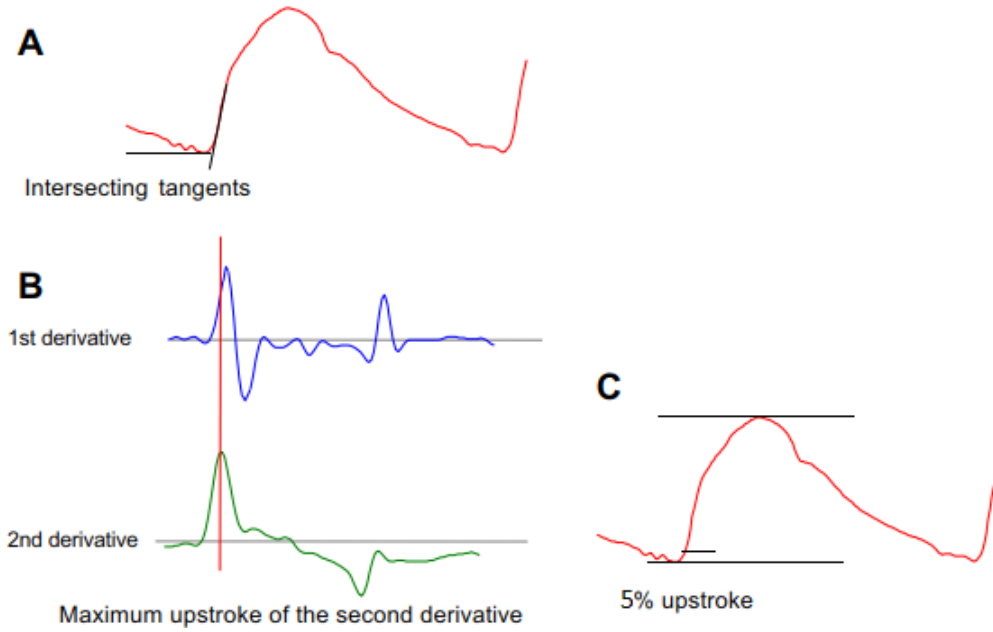 A
Intersecting tangents
B
1st derivative
2nd derivative
Maximum upstroke of the second derivative
C
5% upstroke